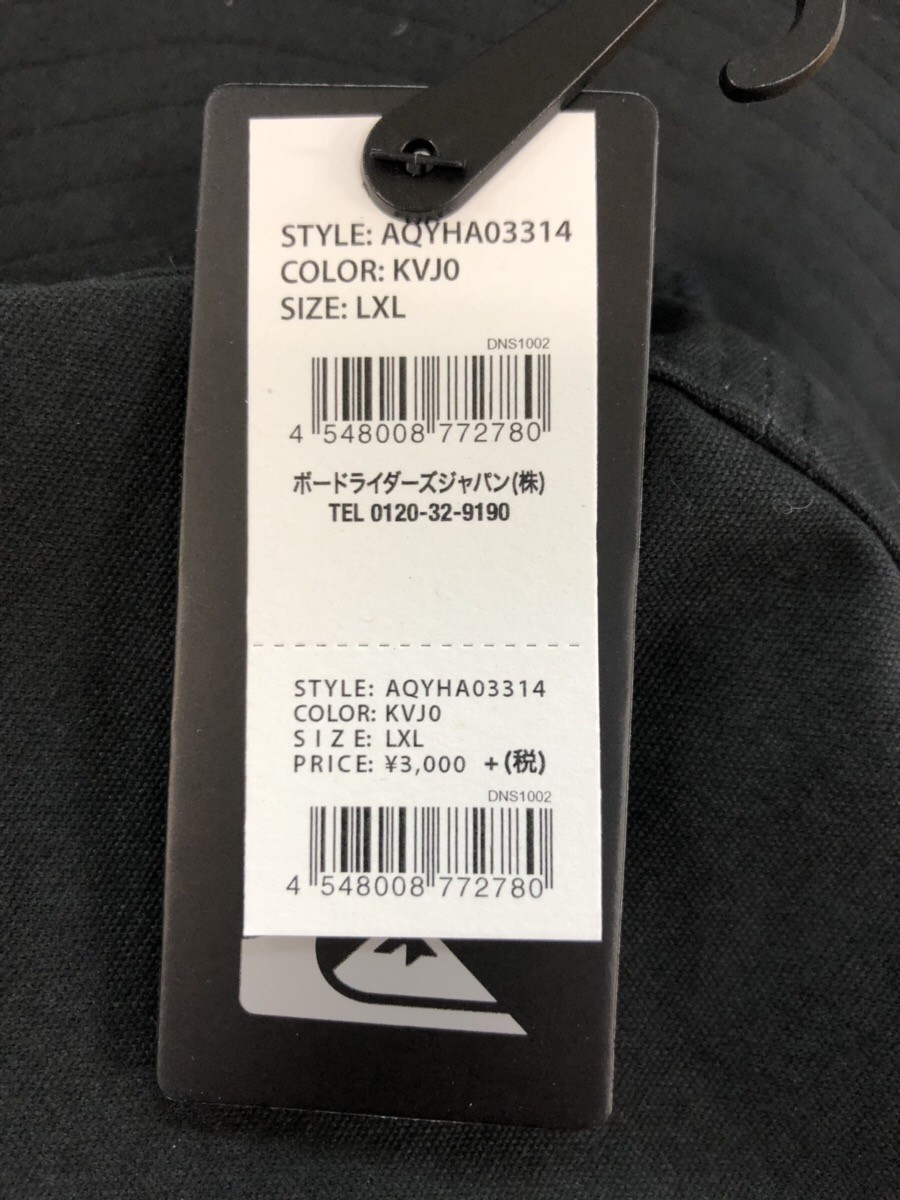 STYLE: AQYHA03314
COLOR: KVJ0
SIZE: LXL
DNS1002
4 548008 772780
ボードライダーズジャパン(株)
TEL 0120-32-9190
STYLE: AQYHA03314
COLOR: KVJ0
SIZE: LXL
PRICE: ¥3,000 +(税)
DNS1002
4 548008 772780